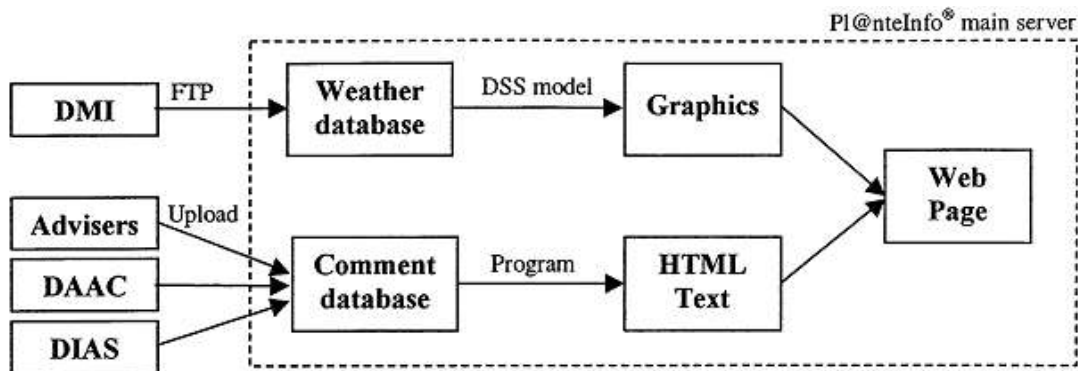 Pl@nteInfo® main server
DMI
FTP
Weather
database
DSS model
Graphics
Web
Page
Advisers
Upload
DAAC
DIAS
Comment
database
Program
HTML
Text